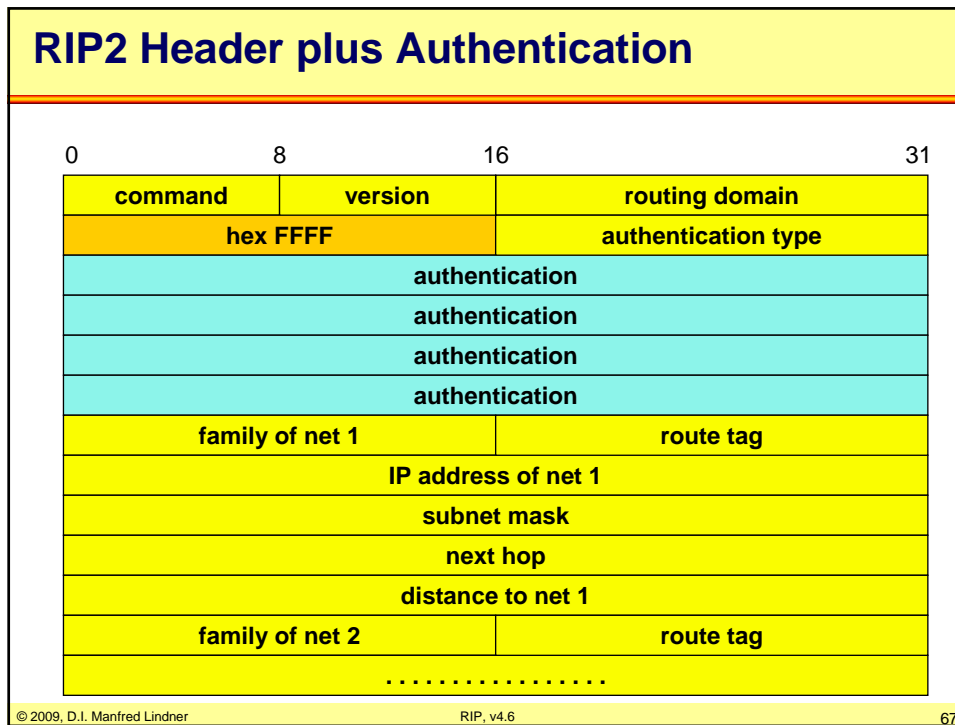 RIP2 Header plus Authentication
0 8 16 31
command version routing domain
hex FFFF authentication type
authentication
authentication
authentication
authentication
family of net 1 route tag
IP address of net 1
subnet mask
next hop
distance to net 1
family of net 2 route tag
. . . . . . . . . . . . . . . . .
© 2009, D.I. Manfred Lindner RIP, v4.6 67